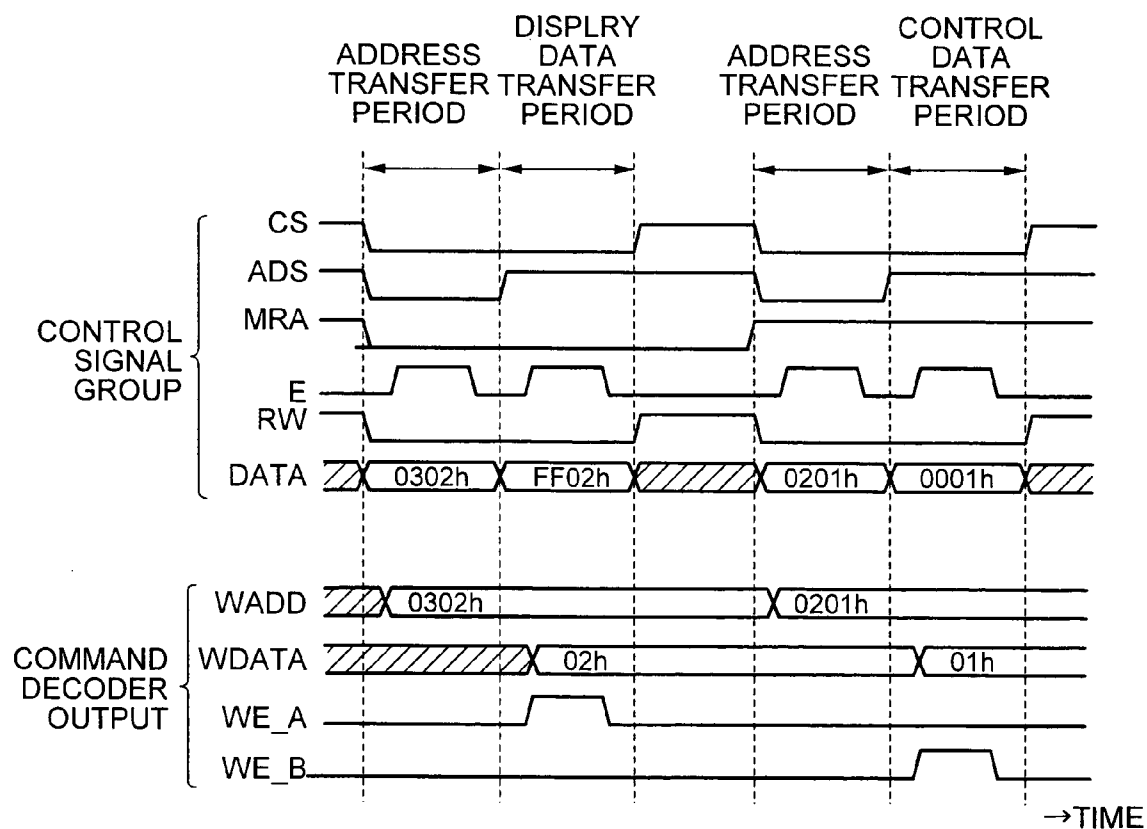 ADDRESS
TRANSFER
PERIOD
DISPLRY
DATA
TRANSFER
PERIOD
ADDRESS
TRANSFER
PERIOD
CONTROL
DATA
TRANSFER
PERIOD
CONTROL
SIGNAL
GROUP
CS
ADS
MRA
E
RW
DATA 0302h FF02h 0201h 0001h
COMMAND
DECODER
OUTPUT
WADD 0302h 0201h
WDATA 02h 01h
WE_A
WE_B
→TIME